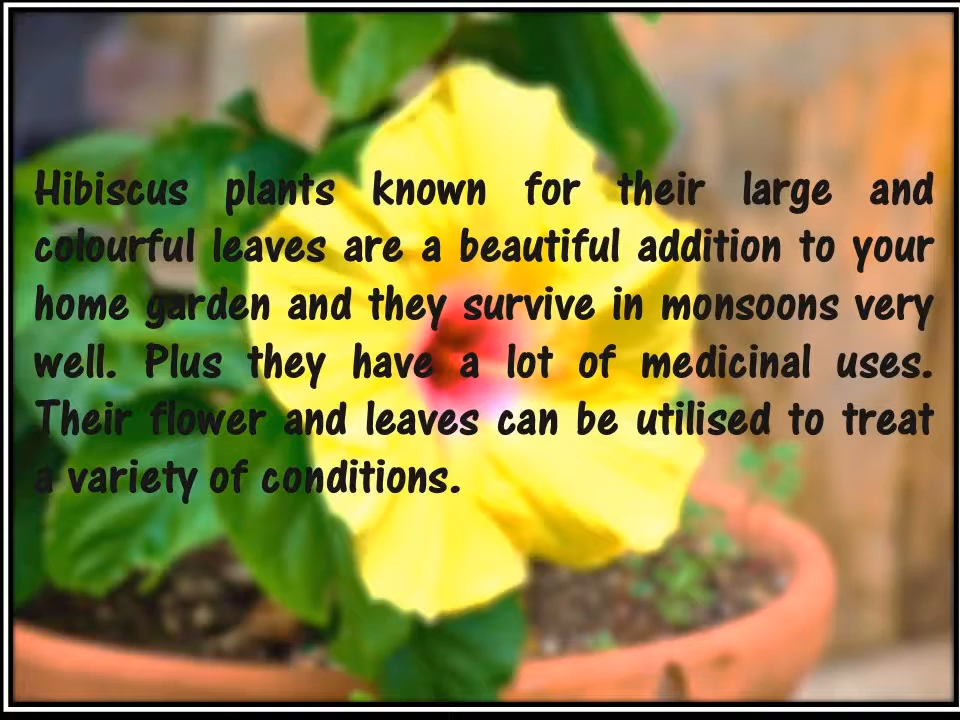 Hibiscus plants known for their large and
colourful leaves are a beautiful addition to your
home garden and they survive in monsoons very
well. Plus they have a lot of medicinal uses.
Their flower and leaves can be utilised to treat
a variety of conditions.